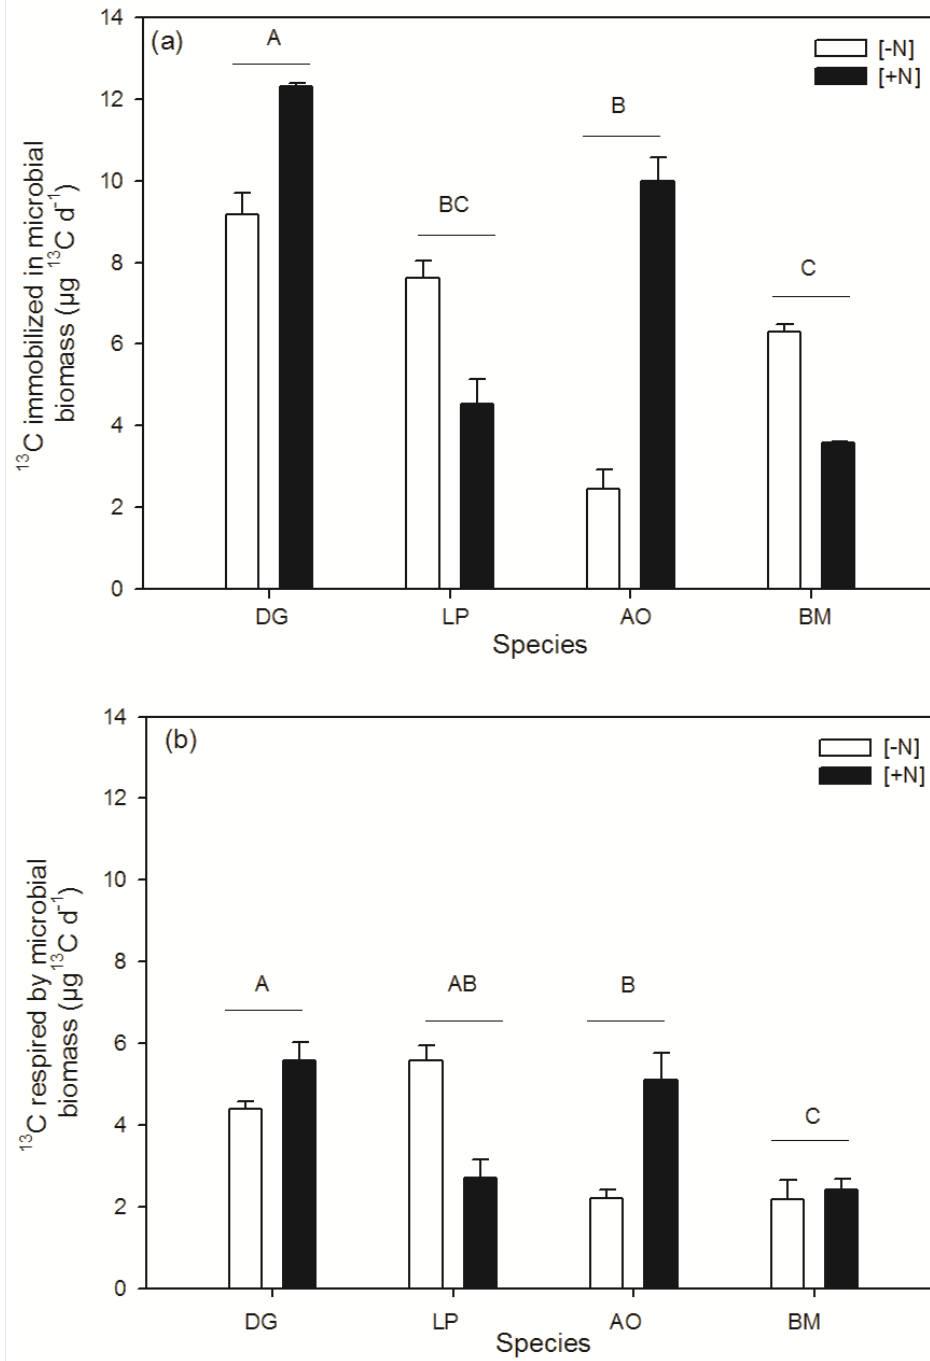 14
(a)
A
[-N]
[+N]
12
B
10
BC
8
C
6
4
2
0
¹³C immobilized in microbial
biomass (µg ¹³C d⁻¹)
DG LP AO BM
Species
14
(b)
[-N]
[+N]
12
10
8
A AB B
6
4
C
2
0
¹³C respired by microbial
biomass (µg ¹³C d⁻¹)
DG LP AO BM
Species